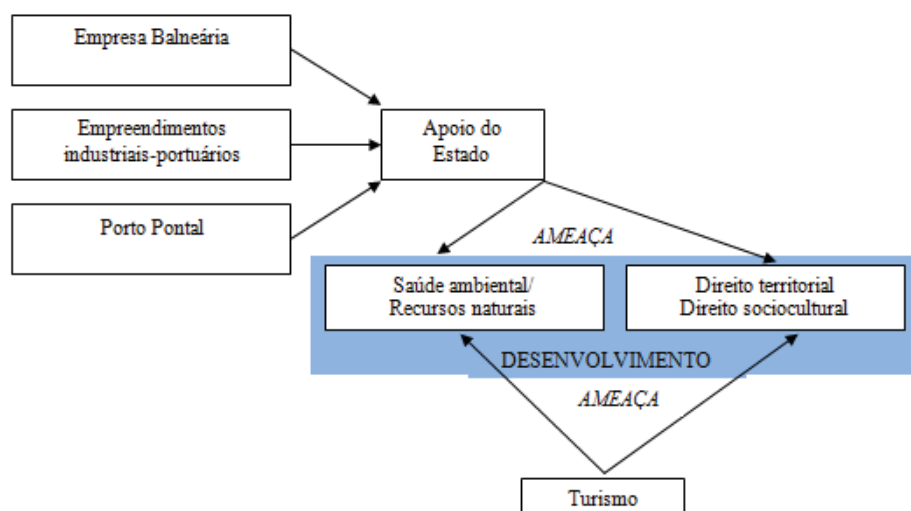 Empresa Balneária
Empreendimentos
industriais-portuários
Apoio do
Estado
Porto Pontal
AMEAÇA
Saúde ambiental/
Recursos naturais
Direito territorial
Direito sociocultural
DESENVOLVIMENTO
AMEAÇA
Turismo